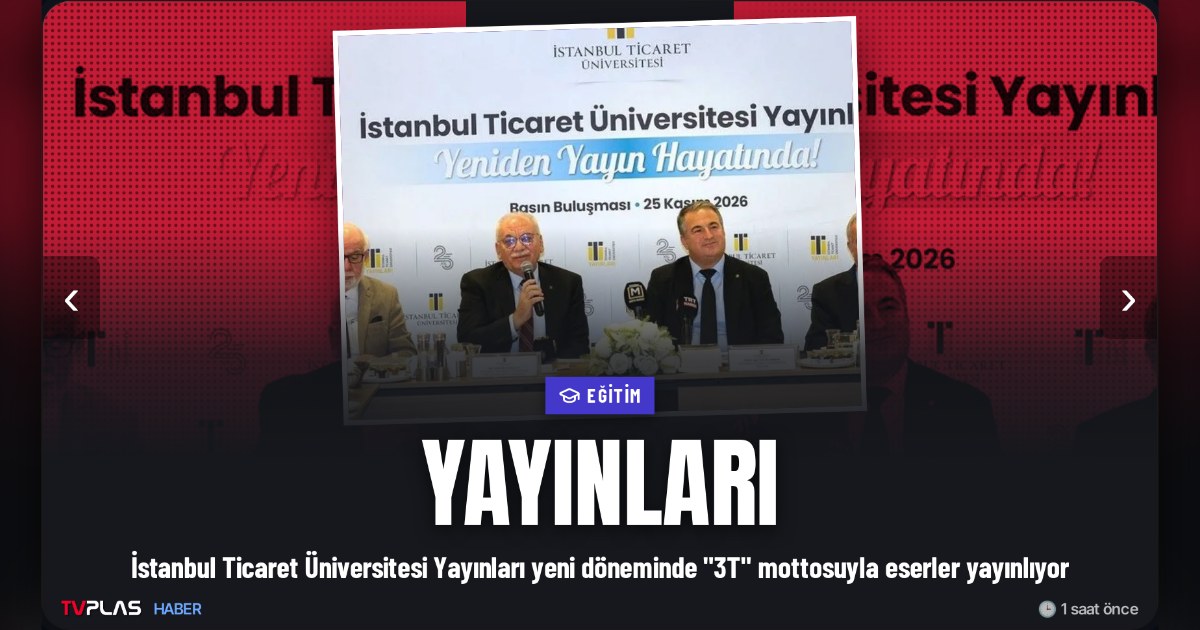 İSTANBUL TİCARET
ÜNİVERSİTESİ
İstanbul Ticaret Üniversitesi Yayınl
Yeniden Yayın Hayatında!
Basın Buluşması • 25 Kasım 2026
EĞİTİM
YAYINLARI
İstanbul Ticaret Üniversitesi Yayınları yeni döneminde "3T" mottosuyla eserler yayınlıyor
TVPLAS HABER
1 saat önce